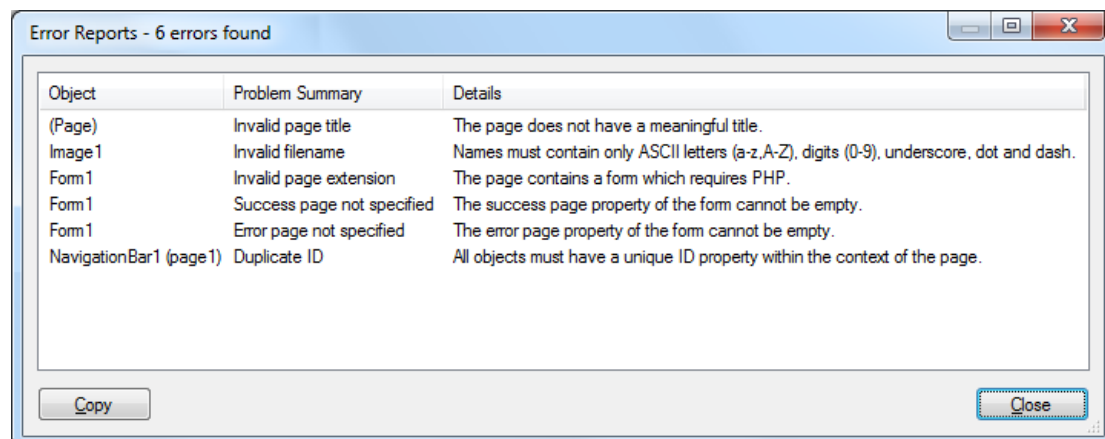 Error Reports - 6 errors found
Object Problem Summary Details
(Page) Invalid page title The page does not have a meaningful title.
Image1 Invalid filename Names must contain only ASCII letters (a-z,A-Z), digits (0-9), underscore, dot and dash.
Form1 Invalid page extension The page contains a form which requires PHP.
Form1 Success page not specified The success page property of the form cannot be empty.
Form1 Error page not specified The error page property of the form cannot be empty.
NavigationBar1 (page1) Duplicate ID All objects must have a unique ID property within the context of the page.
Copy Close